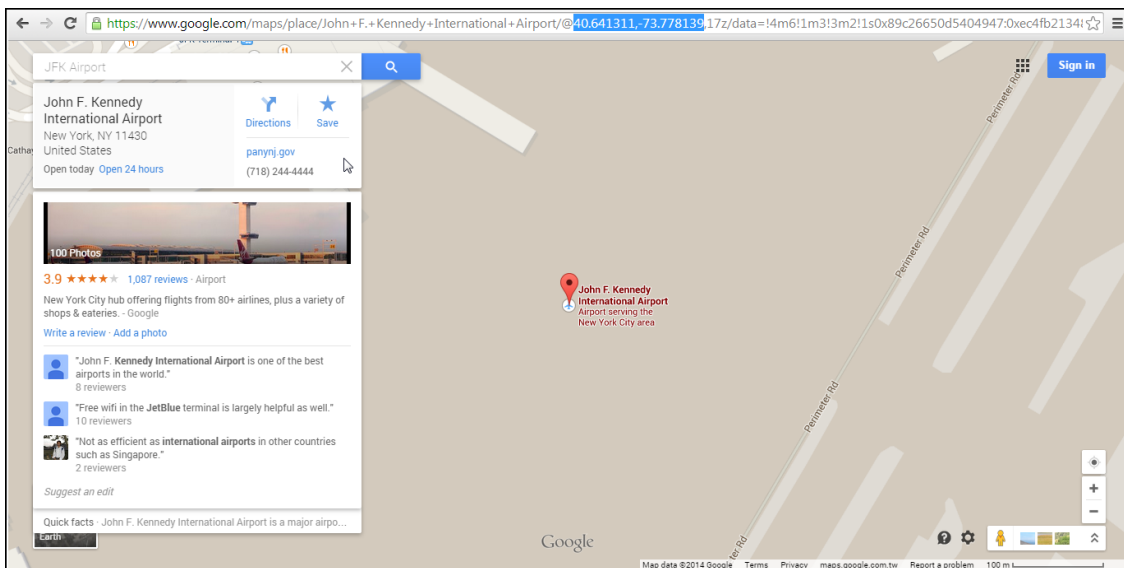 https://www.google.com/maps/place/John+F.+Kennedy+International+Airport/@40.641311,-73.778139,17z/data=!4m6!1m3!3m2!1s0x89c26650d5404947:0xec4fb2134
JFK Airport
Sign in
John F. Kennedy
International Airport
New York, NY 11430
United States
Open today Open 24 hours
Directions Save
panynj.gov
(718) 244-4444
Catha
100 Photos
3.9 1,087 reviews · Airport
New York City hub offering flights from 80+ airlines, plus a variety of
shops & eateries. - Google
Write a review · Add a photo
"John F. Kennedy International Airport is one of the best
airports in the world."
8 reviewers
"Free wifi in the JetBlue terminal is largely helpful as well."
10 reviewers
"Not as efficient as international airports in other countries
such as Singapore."
2 reviewers
Suggest an edit
Quick facts · John F. Kennedy International Airport is a major airpo...
Earth
John F. Kennedy
International Airport
Airport serving the
New York City area
Perimeter Rd
Perimeter Rd
Perimeter Rd
Rd
Google
Map data ©2014 Google Terms Privacy maps.google.com.tw Report a problem 100 m